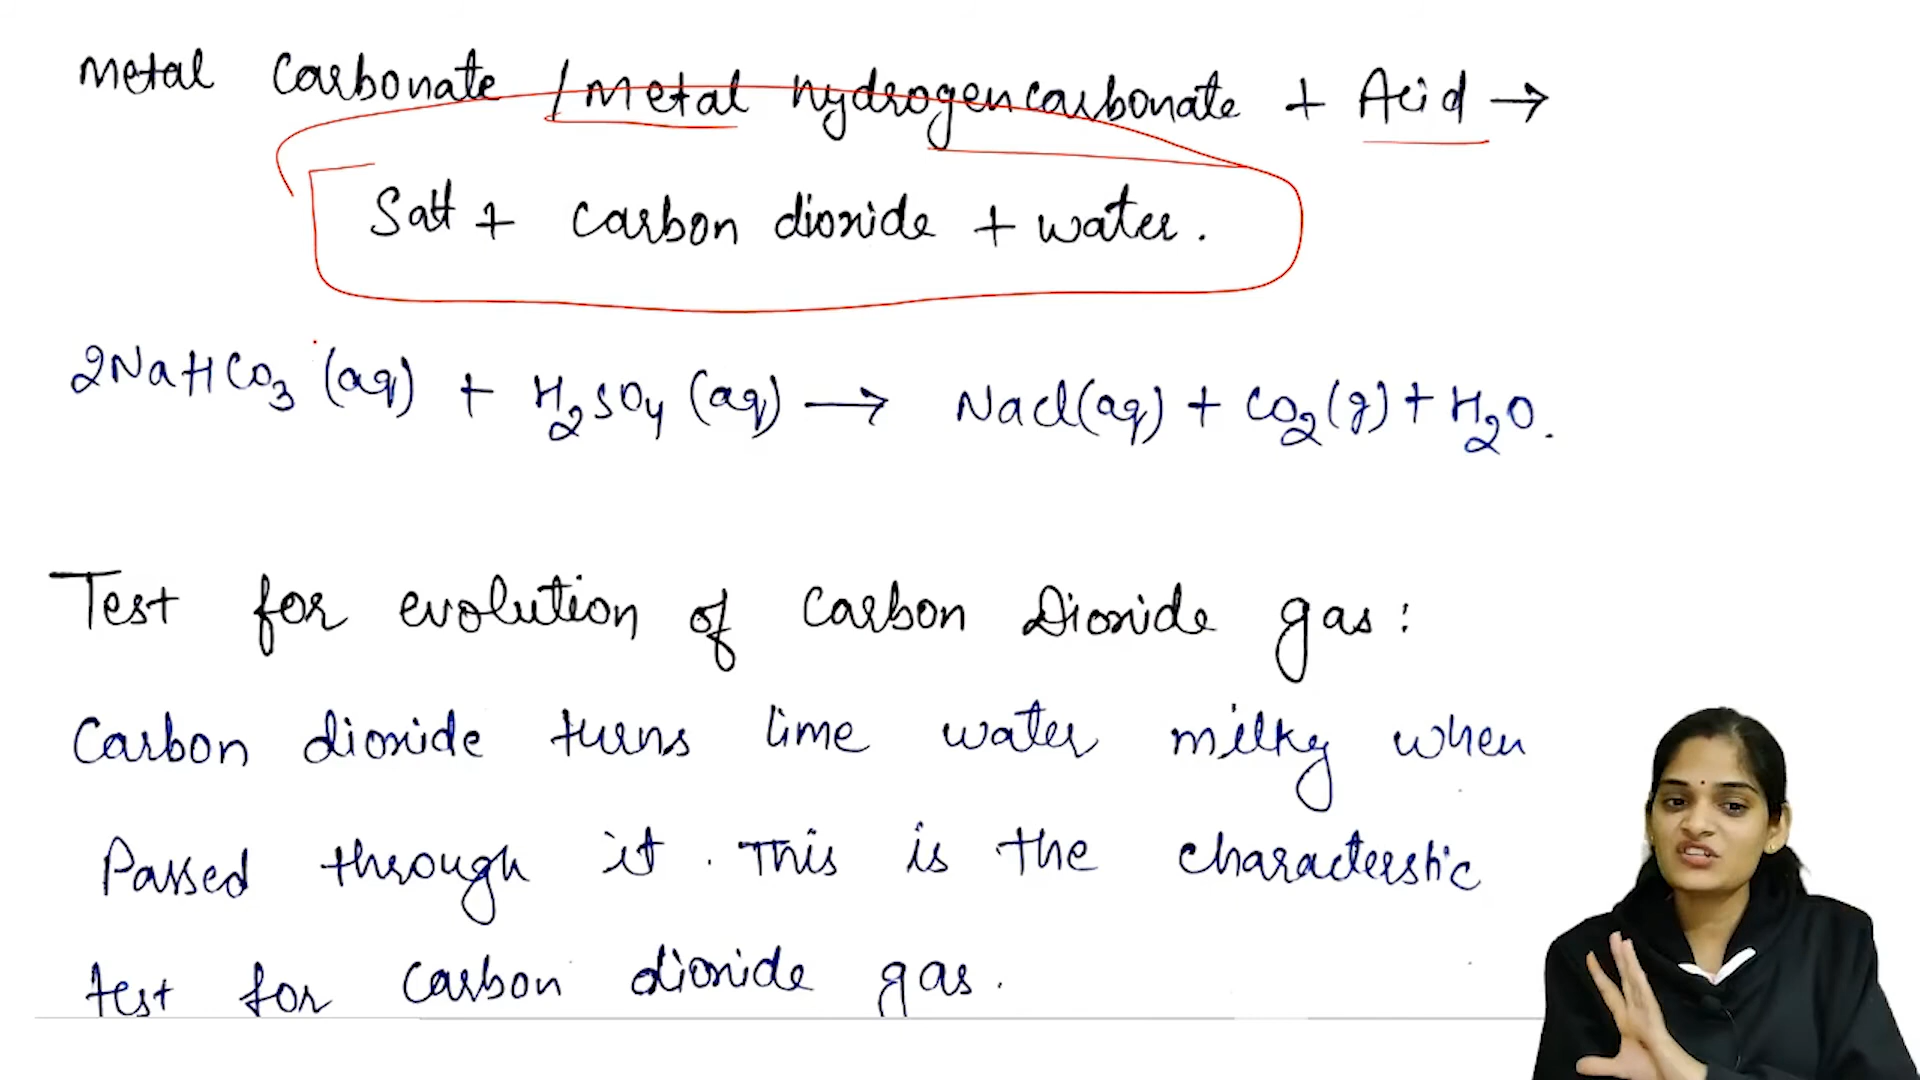 Metal Carbonate / Metal hydrogencarbonate + Acid →
Salt + Carbon dioxide + water.
2NaHCO3 (aq) + H2SO4 (aq) → NaCl(aq) + CO2(g) + H2O.
Test for evolution of Carbon Dioxide gas:
Carbon dioxide turns lime water milky when
Passed through it. This is the characterstic
test for Carbon dioxide gas.